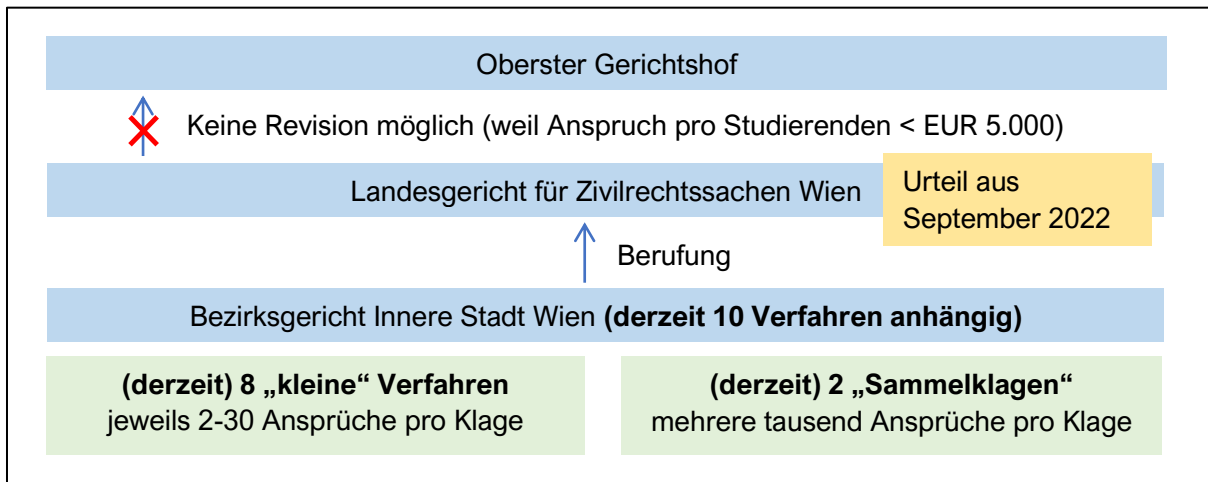 Oberster Gerichtshof
Keine Revision möglich (weil Anspruch pro Studierenden < EUR 5.000)
Landesgericht für Zivilrechtssachen Wien
Urteil aus
September 2022
Berufung
Bezirksgericht Innere Stadt Wien (derzeit 10 Verfahren anhängig)
(derzeit) 8 „kleine“ Verfahren
jeweils 2-30 Ansprüche pro Klage
(derzeit) 2 „Sammelklagen“
mehrere tausend Ansprüche pro Klage